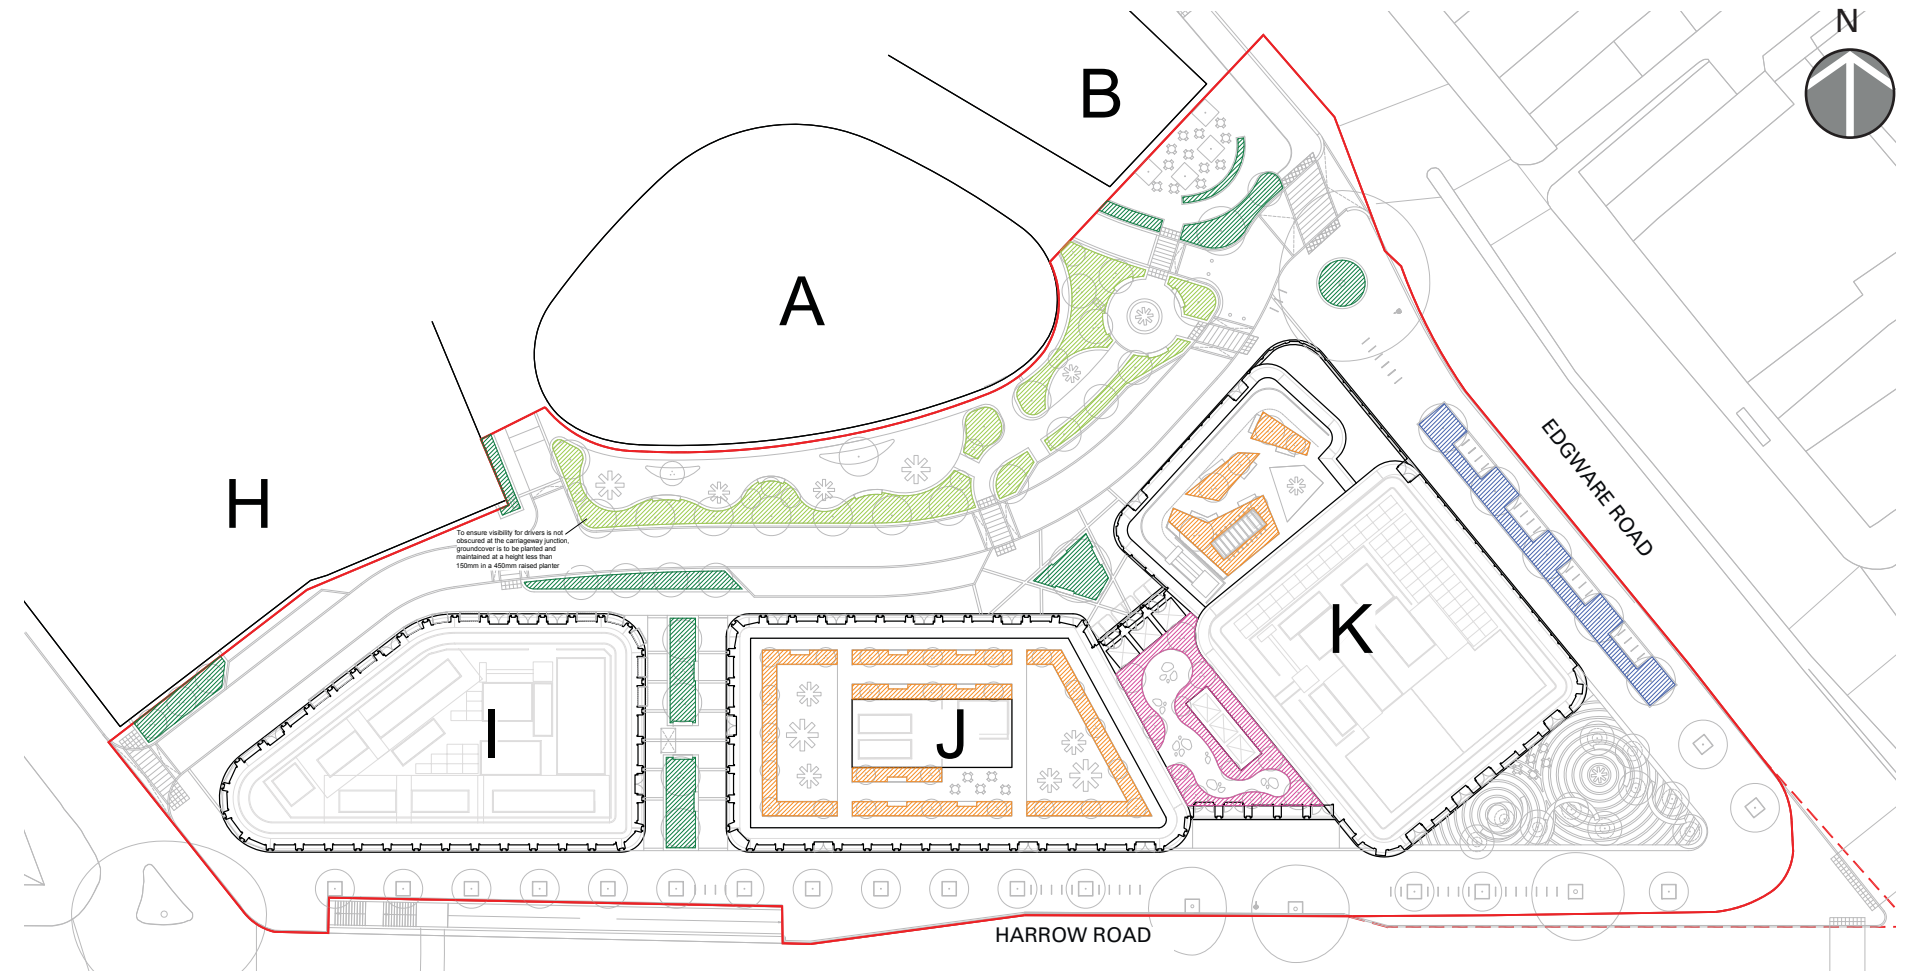 N
B
A
H
EDGWARE ROAD
To ensure visibility for drivers is not
obscured at the carriageway junction,
groundcover is to be planted and
maintained at a height less than
150mm in a 450mm raised planter
K
I
J
HARROW ROAD